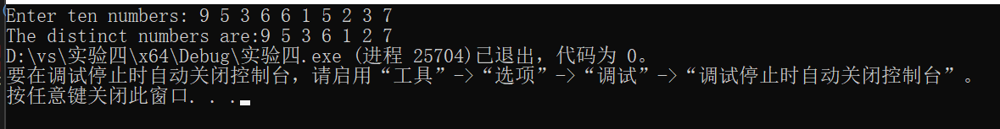 Enter ten numbers: 9 5 3 6 6 1 5 2 3 7
The distinct numbers are:9 5 3 6 1 2 7
D:\vs\实验四\x64\Debug\实验四.exe (进程 25704)已退出，代码为 0。
要在调试停止时自动关闭控制台，请启用“工具”->“选项”->“调试”->“调试停止时自动关闭控制台”。
按任意键关闭此窗口. . .